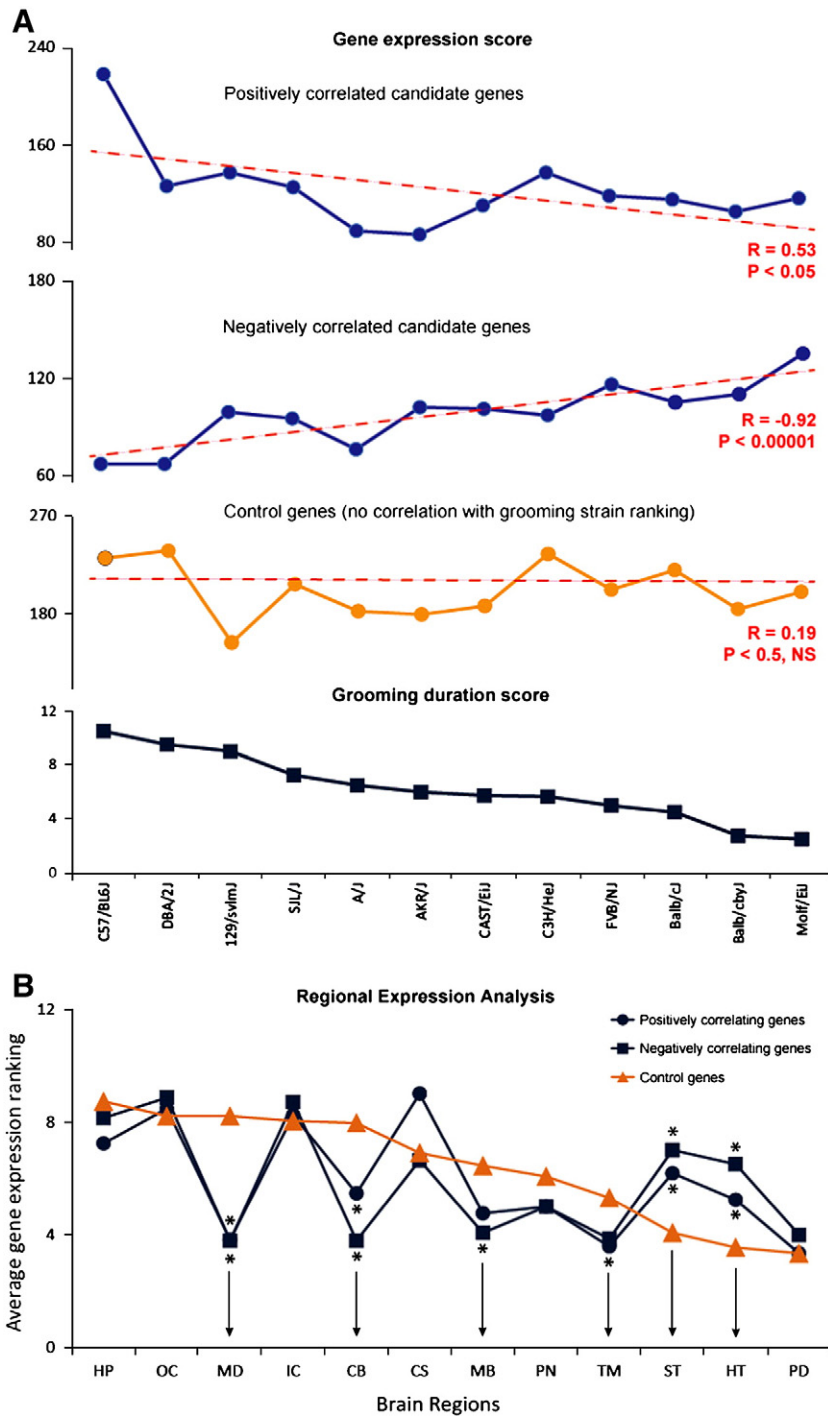 A
Gene expression score
240
Positively correlated candidate genes
160
80
R = 0.53
P < 0.05
180
Negatively correlated candidate genes
120
R = -0.92
P < 0.00001
60
270
Control genes (no correlation with grooming strain ranking)
180
R = 0.19
P < 0.5, NS
Grooming duration score
12
8
4
0
C57/BL6J
DBA/2J
129/svImJ
SJL/J
A/J
AKR/J
CAST/EiJ
C3H/HeJ
FVB/NJ
Balb/cJ
Balb/cbyJ
Molf/EiJ
B
Regional Expression Analysis
12
Positively correlating genes
Negatively correlating genes
Control genes
8
4
0
Average gene expression ranking
* * * * * * * * * * 
HP OC MD IC CB CS MB PN TM ST HT PD
Brain Regions